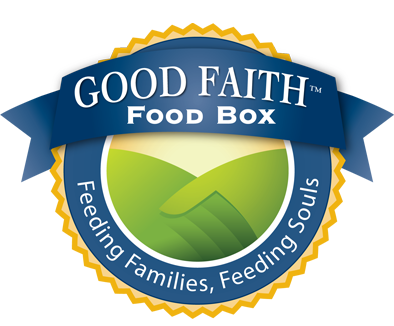 GOOD FAITH™
FOOD BOX
Feeding Families, Feeding Souls